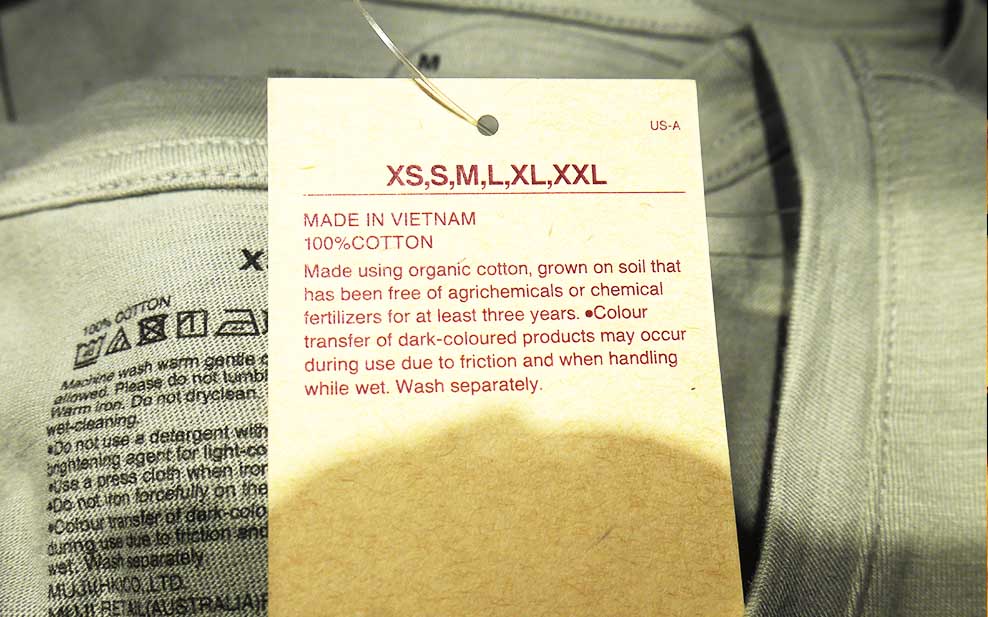 M
US-A
XS,S,M,L,XL,XXL
MADE IN VIETNAM
100%COTTON
Made using organic cotton, grown on soil that
has been free of agrichemicals or chemical
fertilizers for at least three years. •Colour
transfer of dark-coloured products may occur
during use due to friction and when handling
while wet. Wash separately.
X
100% COTTON
Machine wash warm gentle c
allowed. Please do not tumbl
Warm iron. Do not dryclean.
wet-cleaning.
•Do not use a detergent with
brightening agent for light-co
•Use a press cloth when iron
•Do not iron forcefully on the
•Colour transfer of dark-colo
during use due to friction and
wet. Wash separately.
MUJI(HK)CO.,LTD.
MUJI RETAIL(AUSTRALIA)